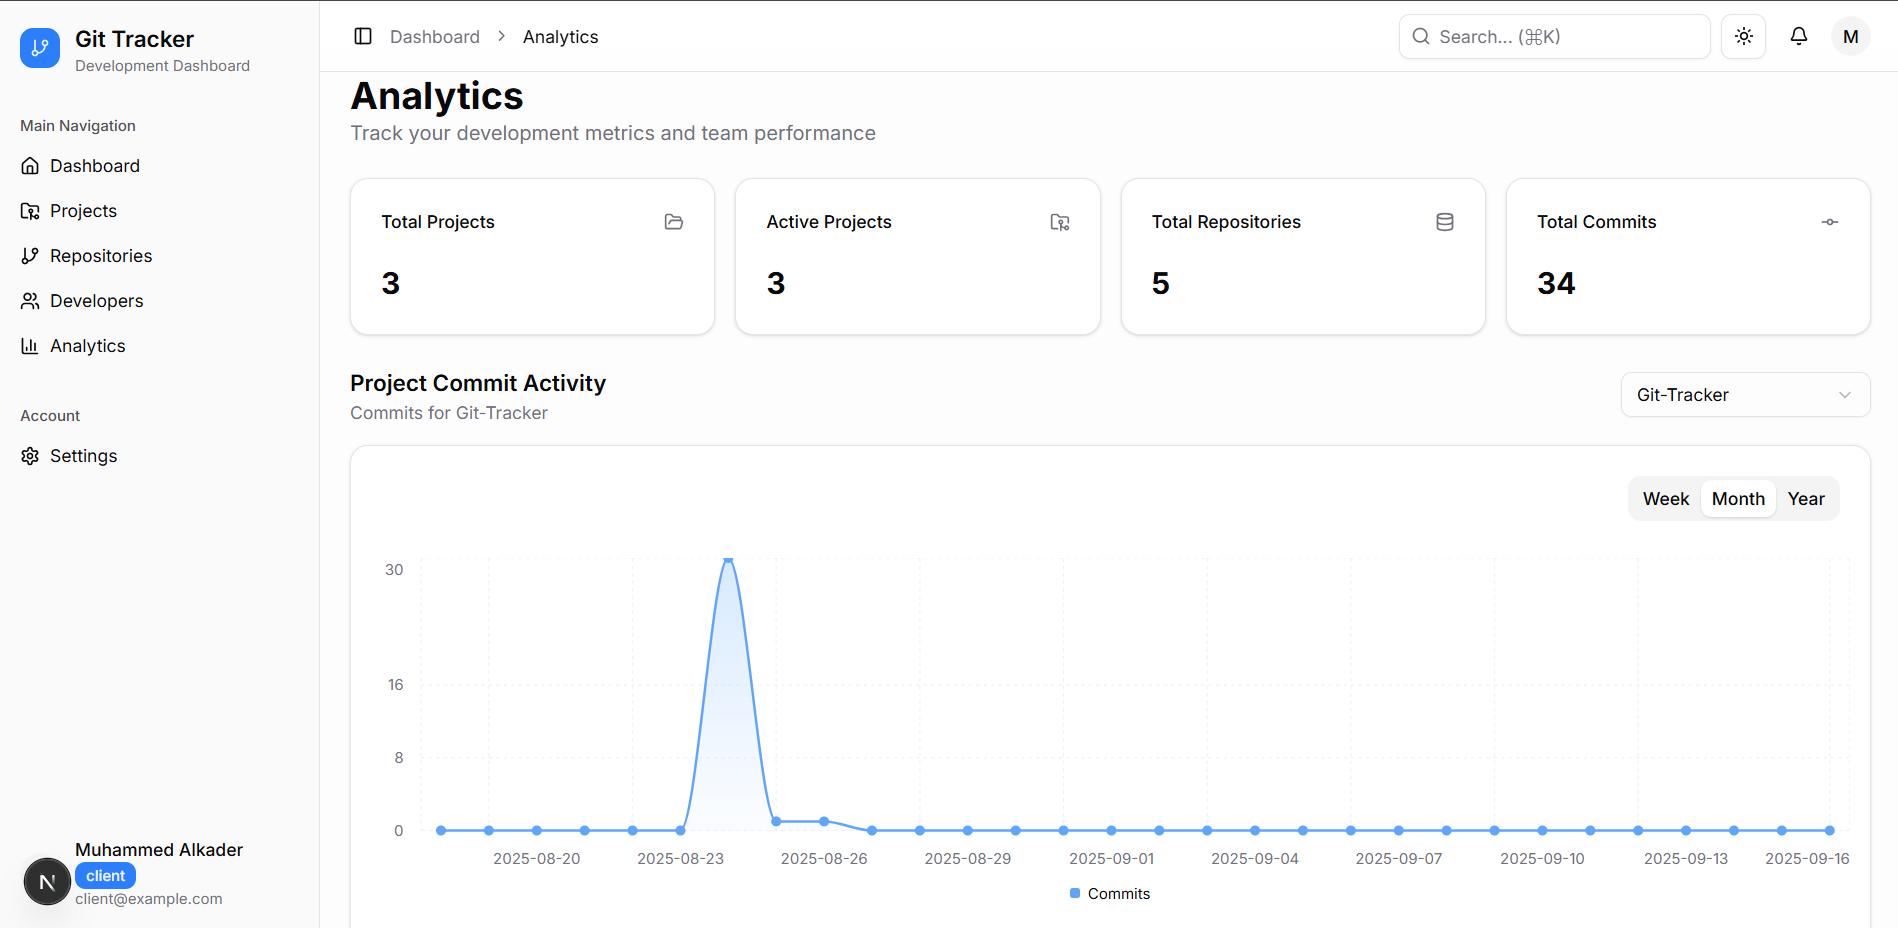 Git Tracker
Development Dashboard
Main Navigation
Dashboard
Projects
Repositories
Developers
Analytics
Account
Settings
Muhammed Alkader
N
client
client@example.com
Dashboard
Analytics
Search... (⌘K)
M
Analytics
Track your development metrics and team performance
Total Projects
3
Active Projects
3
Total Repositories
5
Total Commits
34
Project Commit Activity
Commits for Git-Tracker
Git-Tracker
Week Month Year
30
16
8
0
2025-08-20 2025-08-23 2025-08-26 2025-08-29 2025-09-01 2025-09-04 2025-09-07 2025-09-10 2025-09-13 2025-09-16
Commits